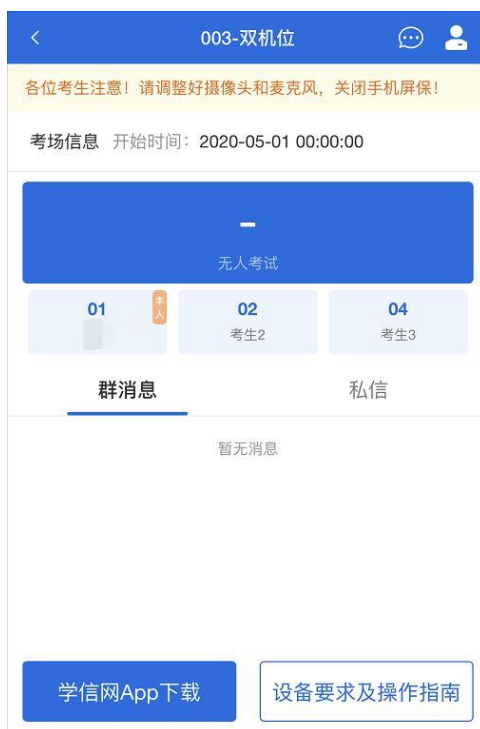 003-双机位
各位考生注意！请调整好摄像头和麦克风，关闭手机屏保！
考场信息 开始时间：2020-05-01 00:00:00
-
无人考试
01 本人 02 04
考生2 考生3
群消息 私信
暂无消息
学信网App下载 设备要求及操作指南